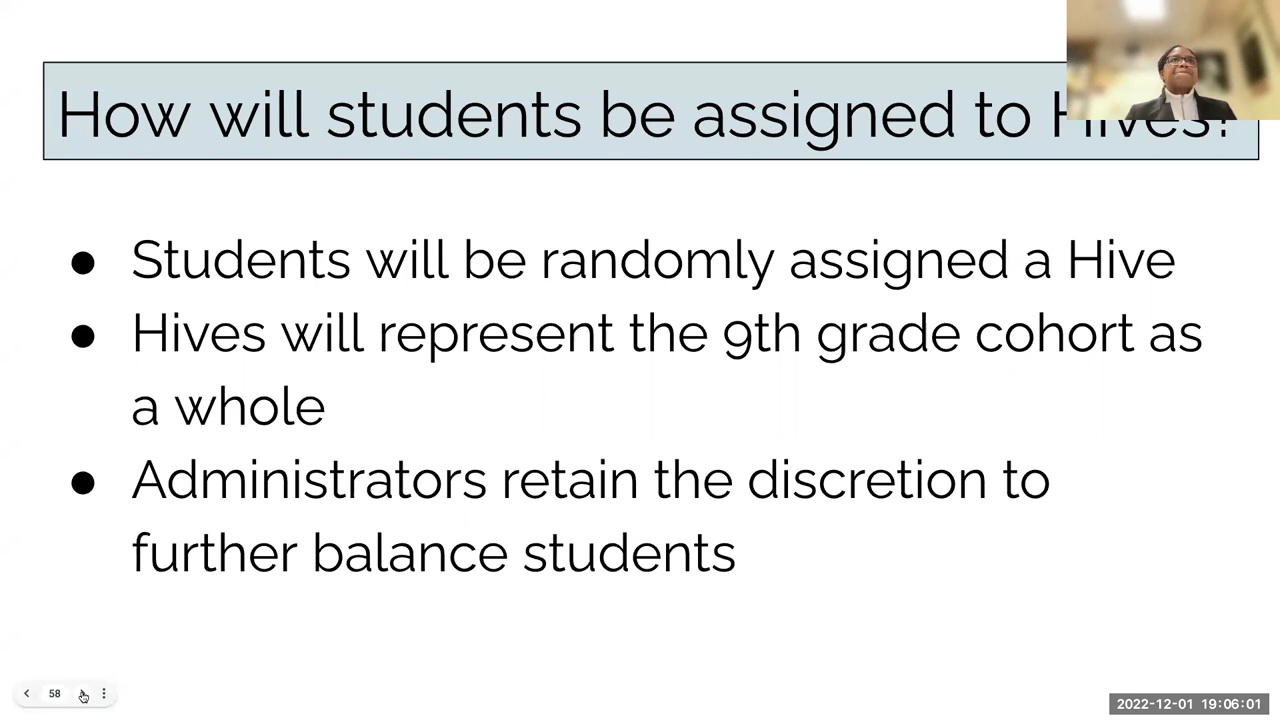 How will students be assigned to Hives?
● Students will be randomly assigned a Hive
● Hives will represent the 9th grade cohort as
a whole
● Administrators retain the discretion to
further balance students
58
2022-12-01 19:06:01